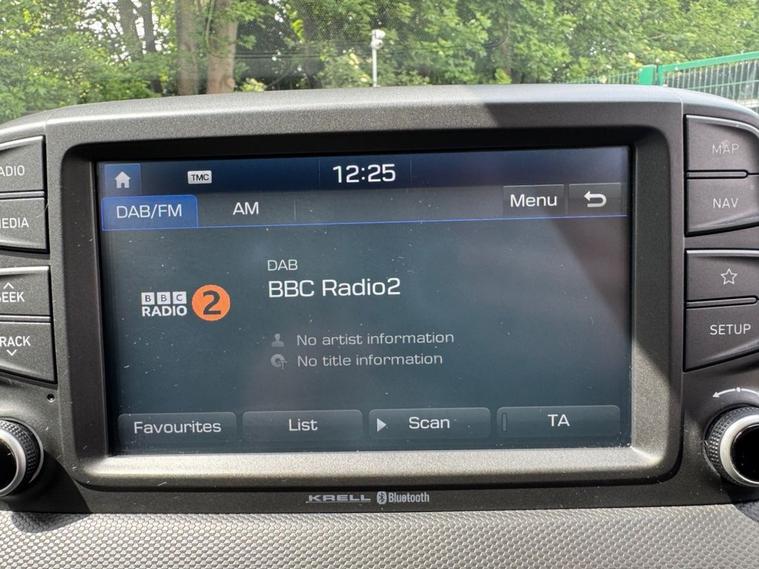 TMC
12:25
DAB/FM
AM
Menu
DAB
BBC Radio2
BBC
RADIO 2
No artist information
No title information
Favourites
List
Scan
TA
MAP
NAV
SETUP
KRELL Bluetooth